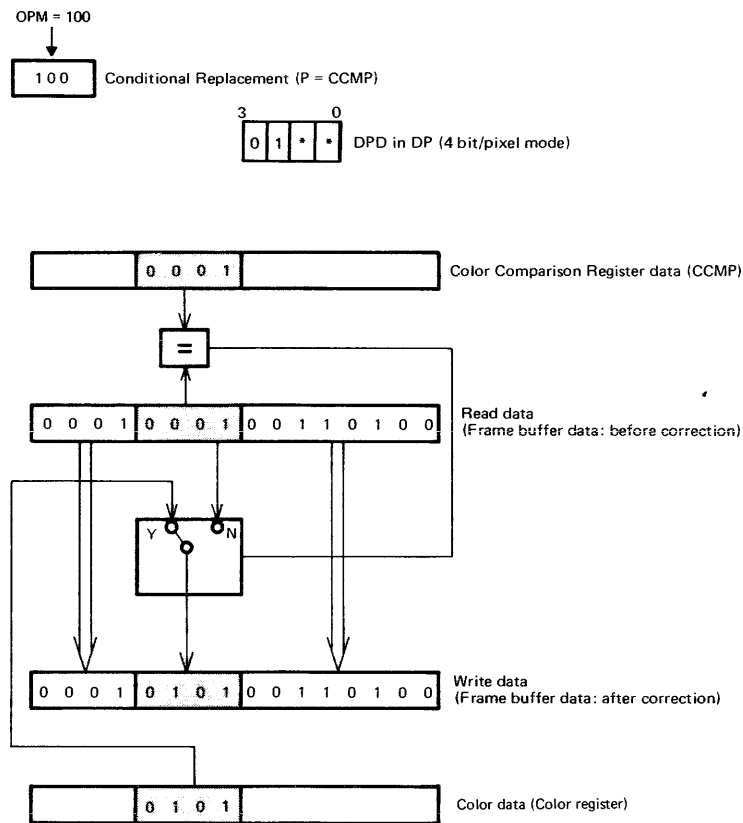 OPM = 100
1 0 0 Conditional Replacement (P = CCMP)
3 0
0 1 * * DPD in DP (4 bit/pixel mode)
0 0 0 1 Color Comparison Register data (CCMP)
=
0 0 0 1 0 0 0 1 0 0 1 1 0 1 0 0 Read data
(Frame buffer data: before correction)
Y N
0 0 0 1 0 1 0 1 0 0 1 1 0 1 0 0 Write data
(Frame buffer data: after correction)
0 1 0 1 Color data (Color register)